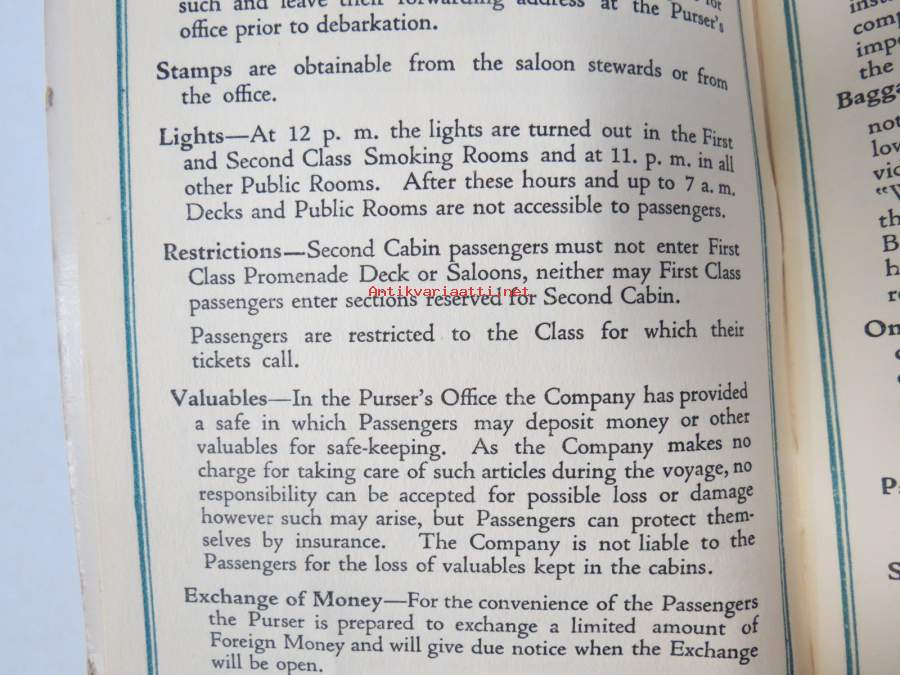 such and leave their forwarding address at the Purser's
office prior to debarkation.
Stamps are obtainable from the saloon stewards or from
the office.
Lights—At 12 p. m. the lights are turned out in the First
and Second Class Smoking Rooms and at 11. p. m. in all
other Public Rooms. After these hours and up to 7 a. m.
Decks and Public Rooms are not accessible to passengers.
Restrictions—Second Cabin passengers must not enter First
Class Promenade Deck or Saloons, neither may First Class
Antikvariaatti.net
passengers enter sections reserved for Second Cabin.
Passengers are restricted to the Class for which their
tickets call.
Valuables—In the Purser's Office the Company has provided
a safe in which Passengers may deposit money or other
valuables for safe-keeping. As the Company makes no
charge for taking care of such articles during the voyage, no
responsibility can be accepted for possible loss or damage
however such may arise, but Passengers can protect them-
selves by insurance. The Company is not liable to the
Passengers for the loss of valuables kept in the cabins.
Exchange of Money—For the convenience of the Passengers
the Purser is prepared to exchange a limited amount of
Foreign Money and will give due notice when the Exchange
will be open.
the